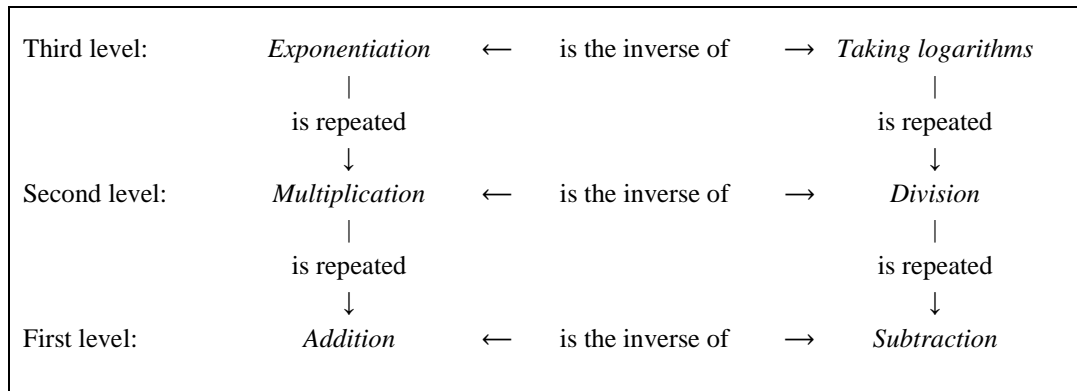 Third level: Exponentiation ← is the inverse of → Taking logarithms
| |
is repeated is repeated
↓ ↓
Second level: Multiplication ← is the inverse of → Division
| |
is repeated is repeated
↓ ↓
First level: Addition ← is the inverse of → Subtraction